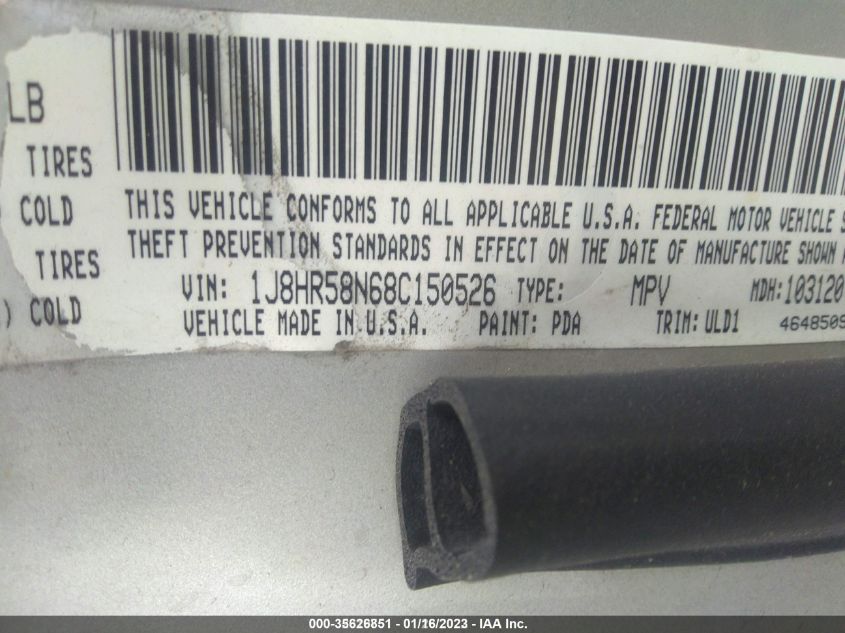 LB
TIRES
COLD
TIRES
) COLD
THIS VEHICLE CONFORMS TO ALL APPLICABLE U.S.A. FEDERAL MOTOR VEHICLE S
THEFT PREVENTION STANDARDS IN EFFECT ON THE DATE OF MANUFACTURE SHOWN
VIN: 1J8HR58N68C150526 TYPE: MPV MDH: 103120
VEHICLE MADE IN U.S.A. PAINT: PDA TRIM: ULD1 4648509
000-35626851 - 01/16/2023 - IAA Inc.